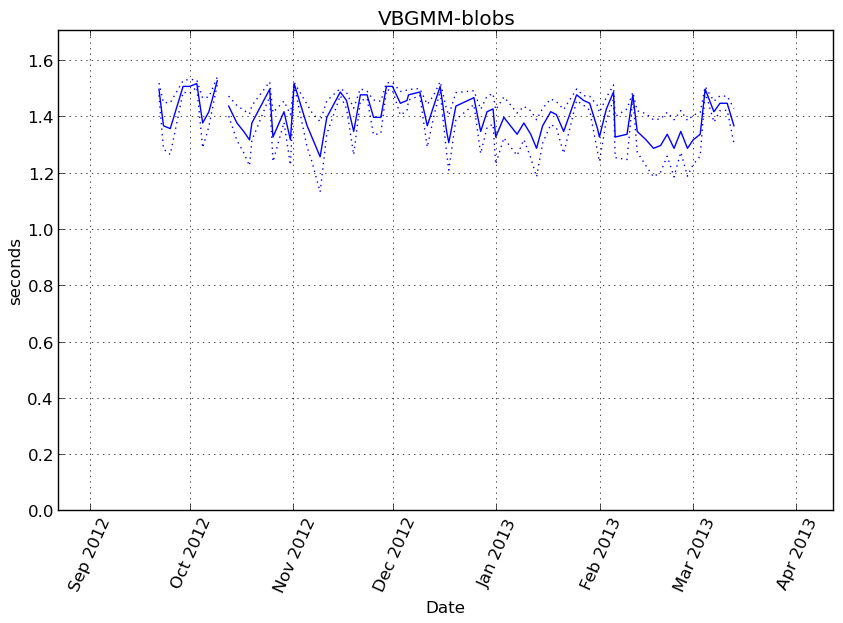 VBGMM-blobs
1.6
1.4
1.2
1.0
0.8
0.6
0.4
0.2
0.0
seconds
Sep 2012
Oct 2012
Nov 2012
Dec 2012
Jan 2013
Feb 2013
Mar 2013
Apr 2013
Date